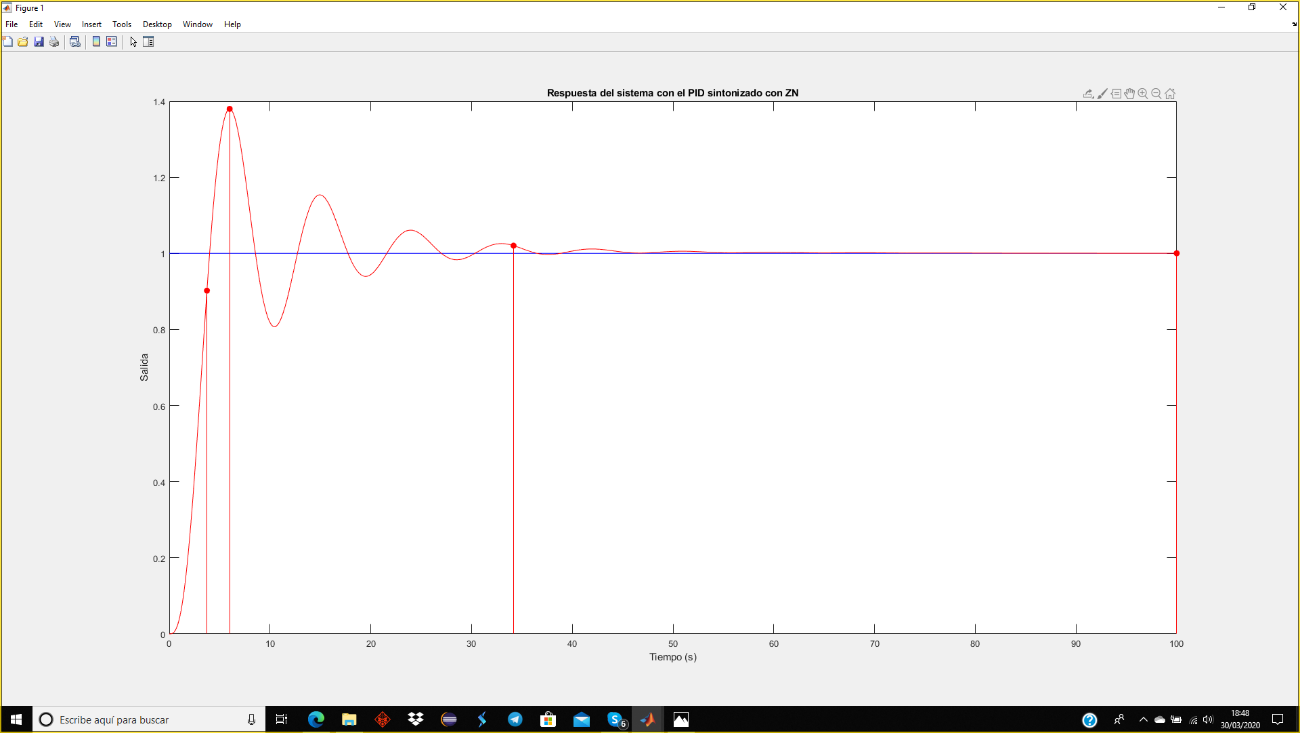 Figure 1
File Edit View Insert Tools Desktop Window Help
Respuesta del sistema con el PID sintonizado con ZN
1.4
1.2
1
0.8
0.6
0.4
0.2
0
Salida
0 10 20 30 40 50 60 70 80 90 100
Tiempo (s)
Escribe aquí para buscar
S 6
18:48
30/03/2020